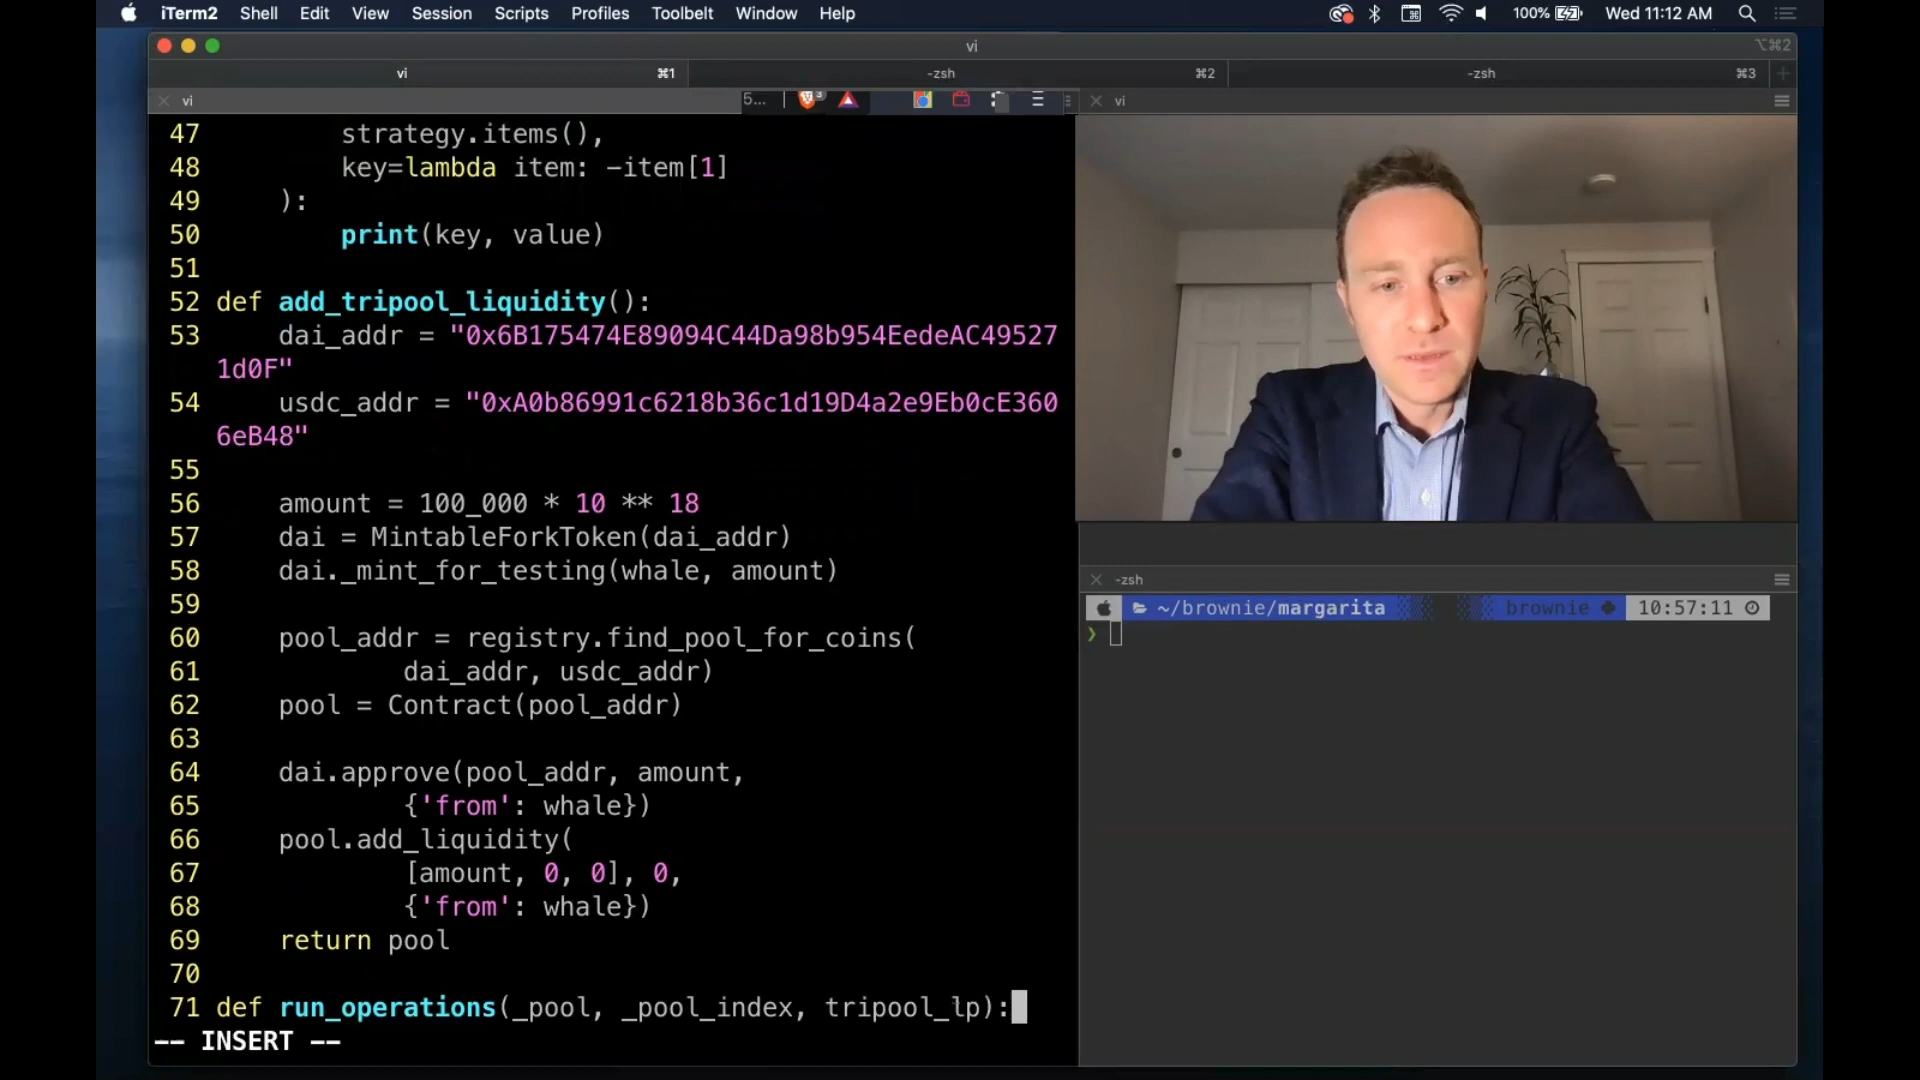 iTerm2 Shell Edit View Session Scripts Profiles Toolbelt Window Help 100% Wed 11:12 AM
vi ⌥⌘2
vi ⌘1 -zsh ⌘2 -zsh ⌘3
vi 5... 3 vi
47 strategy.items(),
48 key=lambda item: -item[1]
49 ):
50 print(key, value)
51
52 def add_tripool_liquidity():
53 dai_addr = "0x6B175474E89094C44Da98b954EedeAC49527
1d0F"
54 usdc_addr = "0xA0b86991c6218b36c1d19D4a2e9Eb0cE360
6eB48"
55
56 amount = 100_000 * 10 ** 18
57 dai = MintableForkToken(dai_addr)
58 dai._mint_for_testing(whale, amount)
59
60 pool_addr = registry.find_pool_for_coins(
61 dai_addr, usdc_addr)
62 pool = Contract(pool_addr)
63
64 dai.approve(pool_addr, amount,
65 {'from': whale})
66 pool.add_liquidity(
67 [amount, 0, 0], 0,
68 {'from': whale})
69 return pool
70
71 def run_operations(_pool, _pool_index, tripool_lp):
-- INSERT --
-zsh
~/brownie/margarita brownie 10:57:11
❯